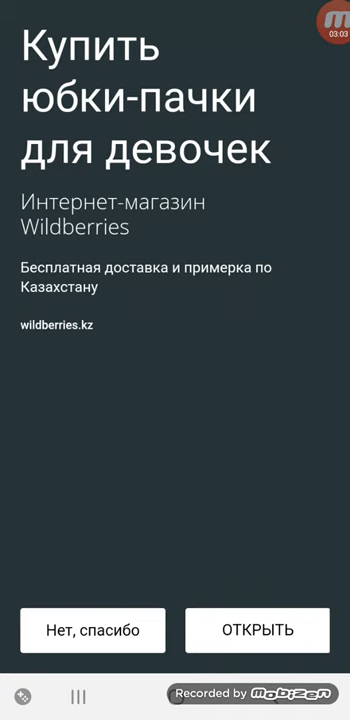 03:03
Купить
юбки-пачки
для девочек
Интернет-магазин
Wildberries
Бесплатная доставка и примерка по
Казахстану
wildberries.kz
Нет, спасибо
ОТКРЫТЬ
Recorded by mobizen